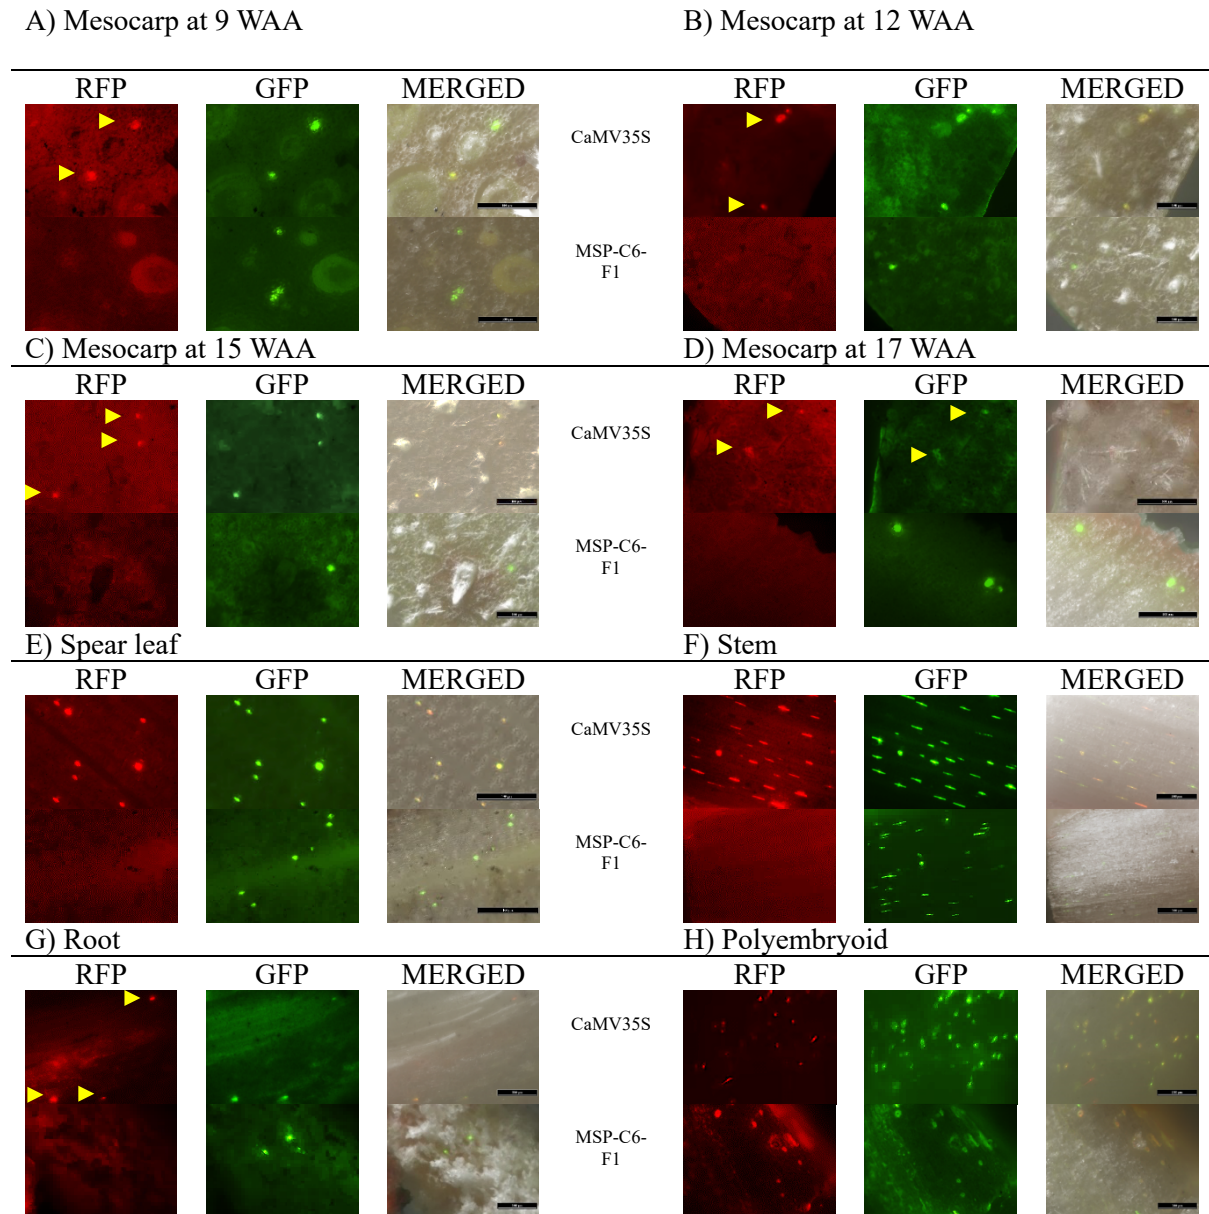 A) Mesocarp at 9 WAA
B) Mesocarp at 12 WAA
RFP GFP MERGED
RFP GFP MERGED
CaMV35S
MSP-C6-
F1
C) Mesocarp at 15 WAA
D) Mesocarp at 17 WAA
RFP GFP MERGED
RFP GFP MERGED
CaMV35S
MSP-C6-
F1
E) Spear leaf
F) Stem
RFP GFP MERGED
RFP GFP MERGED
CaMV35S
MSP-C6-
F1
G) Root
H) Polyembryoid
RFP GFP MERGED
RFP GFP MERGED
CaMV35S
MSP-C6-
F1